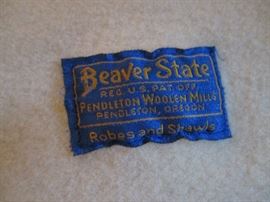 Beaver State
REG. U.S. PAT. OFF.
PENDLETON WOOLEN MILLS
PENDLETON, OREGON
Robes and Shawls